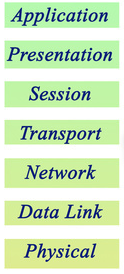 Application
Presentation
Session
Transport
Network
Data Link
Physical